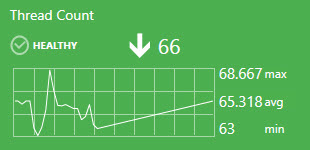 Thread Count
HEALTHY 66
68.667 max
65.318 avg
63 min